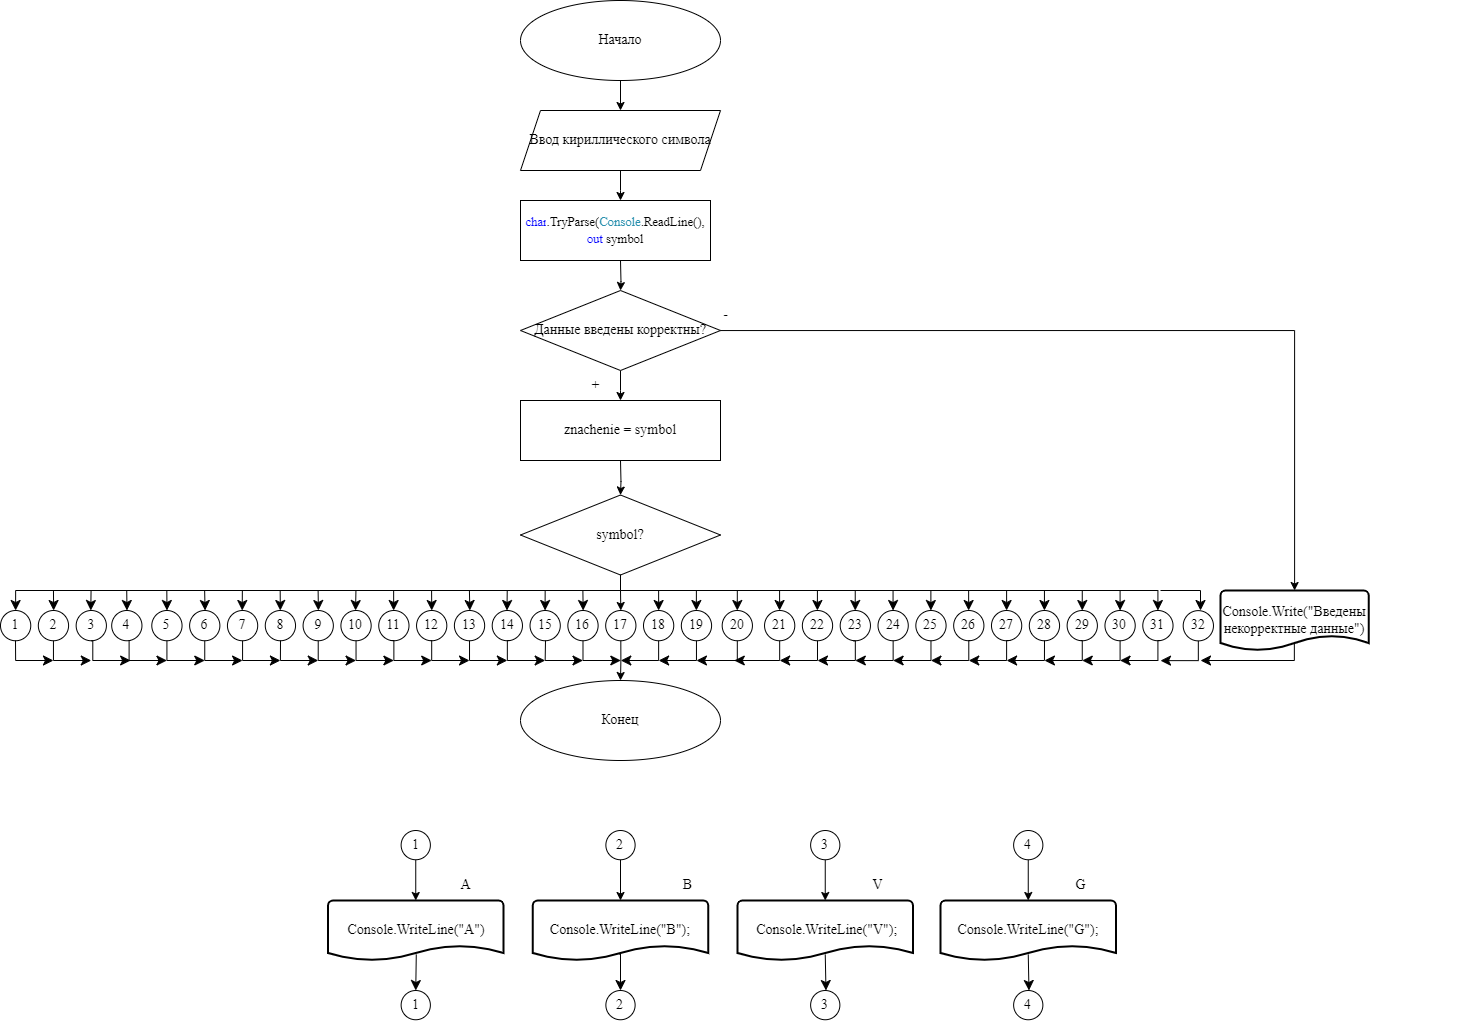 Начало
Ввод кириллического символа
char.TryParse(Console.ReadLine(),
out symbol
Данные введены корректны?
-
+
znachenie = symbol
symbol?
1 2 3 4 5 6 7 8 9 10 11 12 13 14 15 16 17 18 19 20 21 22 23 24 25 26 27 28 29 30 31 32
Console.Write("Введены
некорректные данные")
Конец
1 2 3 4
A B V G
Console.WriteLine("A") Console.WriteLine("B"); Console.WriteLine("V"); Console.WriteLine("G");
1 2 3 4